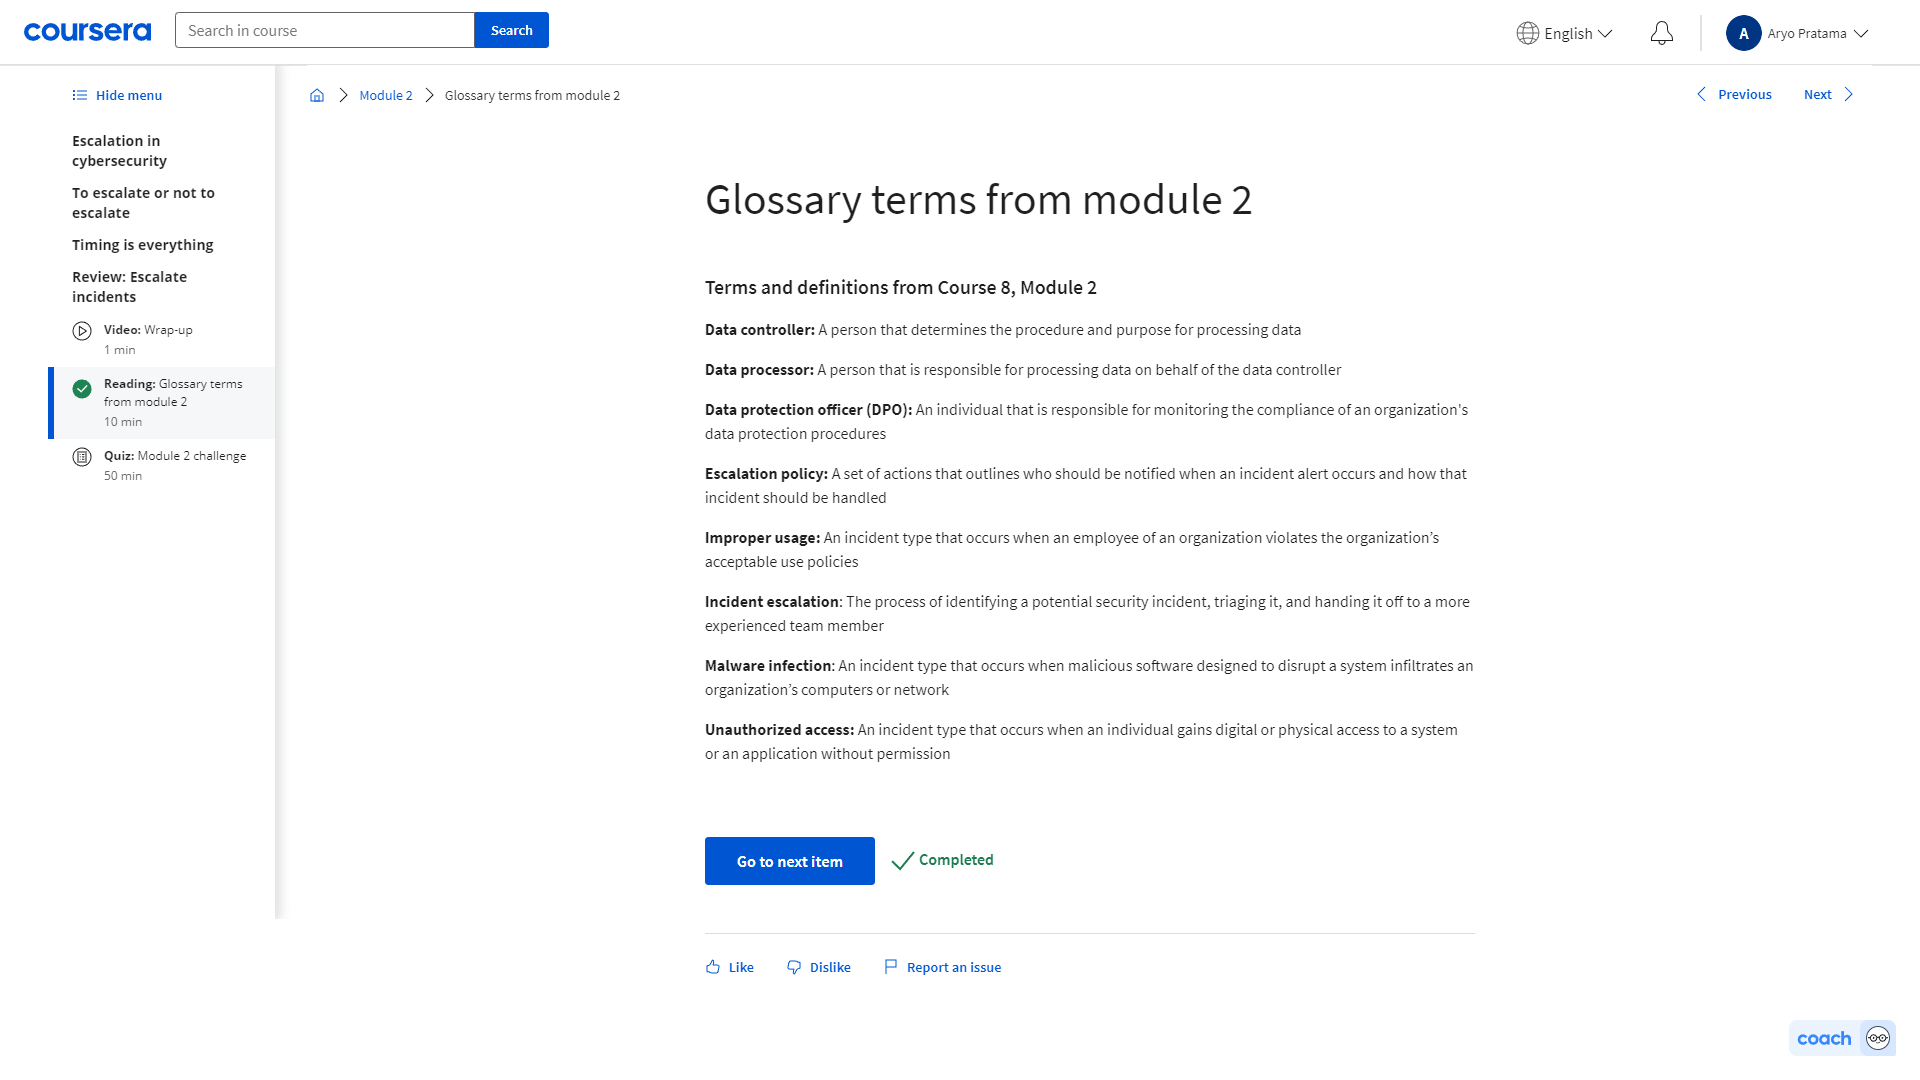 coursera
Search in course
Search
English
A
Aryo Pratama
Hide menu
Module 2
Glossary terms from module 2
Previous
Next
Escalation in
cybersecurity
To escalate or not to
escalate
Timing is everything
Review: Escalate
incidents
Video: Wrap-up
1 min
Reading: Glossary terms
from module 2
10 min
Quiz: Module 2 challenge
50 min
Glossary terms from module 2
Terms and definitions from Course 8, Module 2
Data controller: A person that determines the procedure and purpose for processing data
Data processor: A person that is responsible for processing data on behalf of the data controller
Data protection officer (DPO): An individual that is responsible for monitoring the compliance of an organization's
data protection procedures
Escalation policy: A set of actions that outlines who should be notified when an incident alert occurs and how that
incident should be handled
Improper usage: An incident type that occurs when an employee of an organization violates the organization’s
acceptable use policies
Incident escalation: The process of identifying a potential security incident, triaging it, and handing it off to a more
experienced team member
Malware infection: An incident type that occurs when malicious software designed to disrupt a system infiltrates an
organization’s computers or network
Unauthorized access: An incident type that occurs when an individual gains digital or physical access to a system
or an application without permission
Go to next item
Completed
Like
Dislike
Report an issue
coach